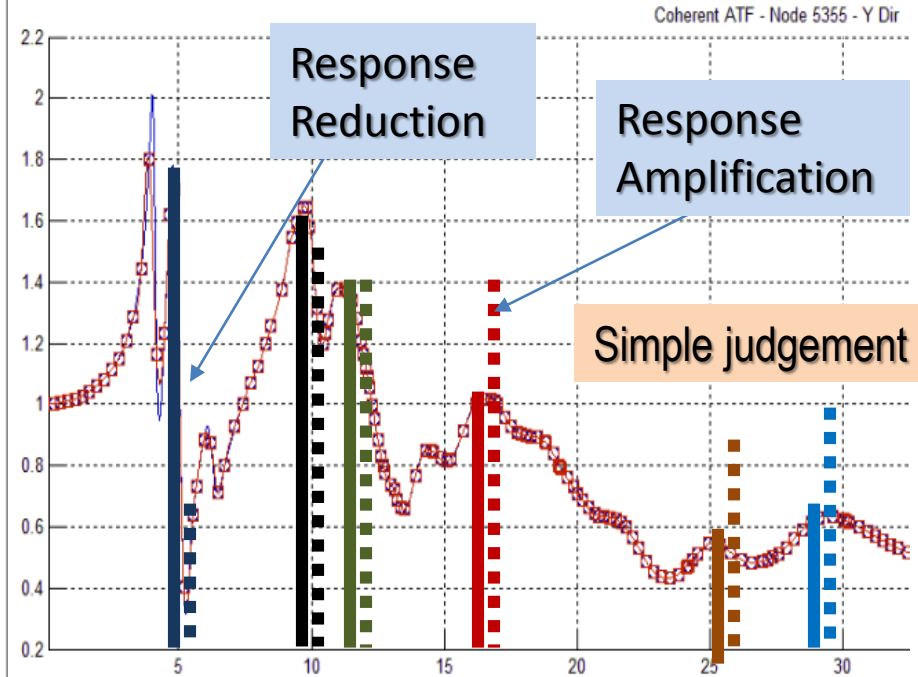 Coherent ATF - Node 5355 - Y Dir
2.2
2
1.8
1.6
1.4
1.2
1
0.8
0.6
0.4
0.2
Response
Reduction
Response
Amplification
Simple judgement
5 10 15 20 25 30